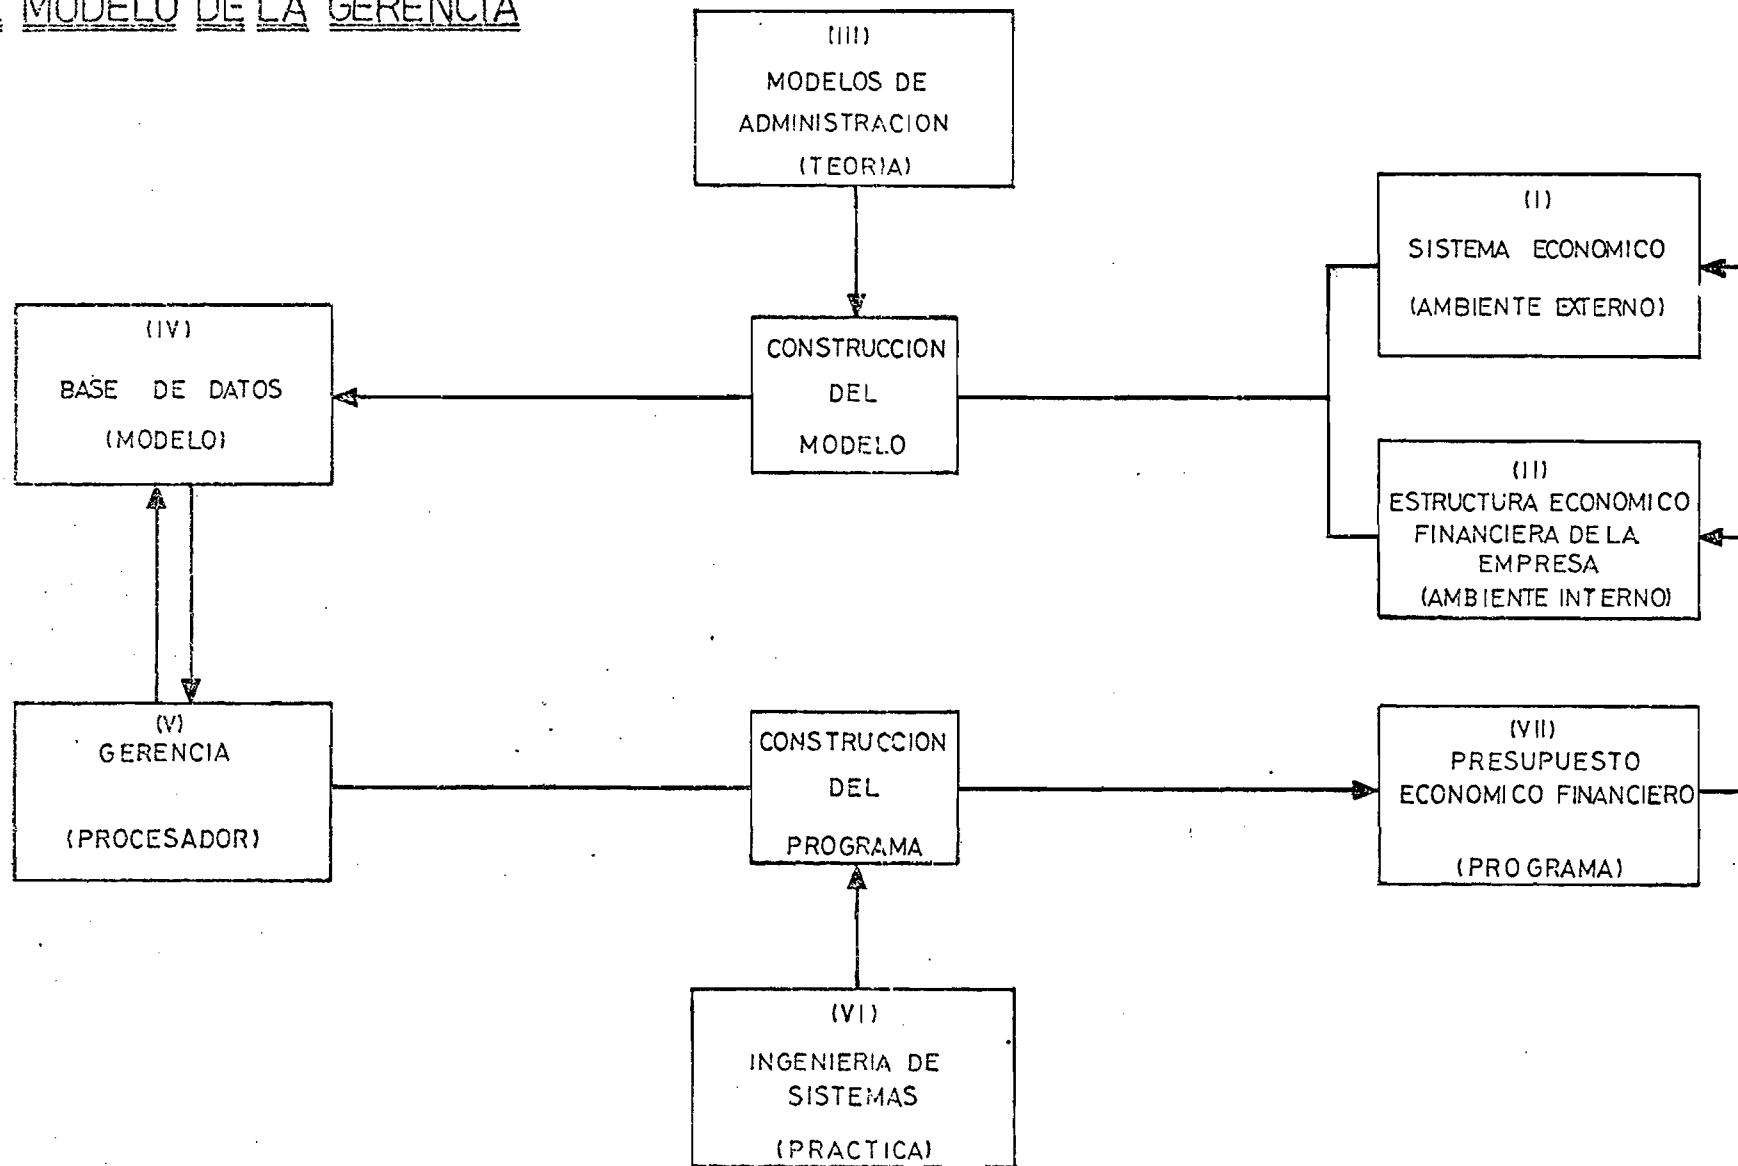 MODELO DE LA GERENCIA
(III)
MODELOS DE
ADMINISTRACION
(TEORIA)
(I)
SISTEMA ECONOMICO
(AMBIENTE EXTERNO)
(IV)
BASE DE DATOS
(MODELO)
CONSTRUCCION
DEL
MODELO
(II)
ESTRUCTURA ECONOMICO
FINANCIERA DE LA
EMPRESA
(AMBIENTE INTERNO)
(V)
GERENCIA
(PROCESADOR)
CONSTRUCCION
DEL
PROGRAMA
(VII)
PRESUPUESTO
ECONOMICO FINANCIERO
(PROGRAMA)
(VI)
INGENIERIA DE
SISTEMAS
(PRACTICA)